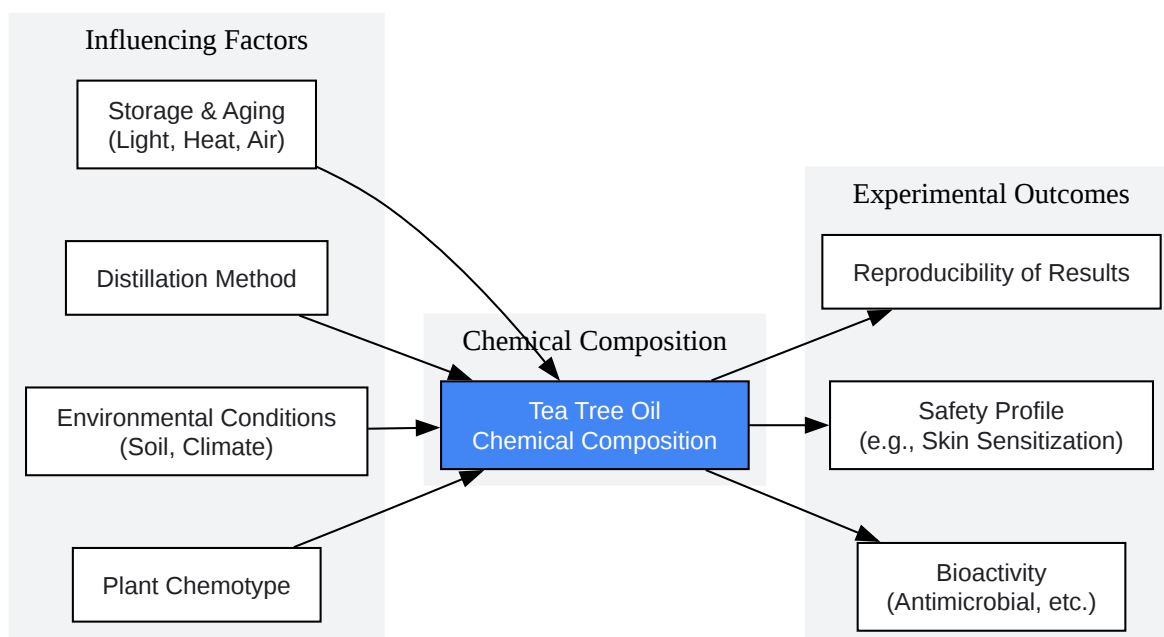 Influencing Factors
Storage & Aging
(Light, Heat, Air)
Distillation Method
Environmental Conditions
(Soil, Climate)
Plant Chemotype
Chemical Composition
Tea Tree Oil
Chemical Composition
Experimental Outcomes
Reproducibility of Results
Safety Profile
(e.g., Skin Sensitization)
Bioactivity
(Antimicrobial, etc.)